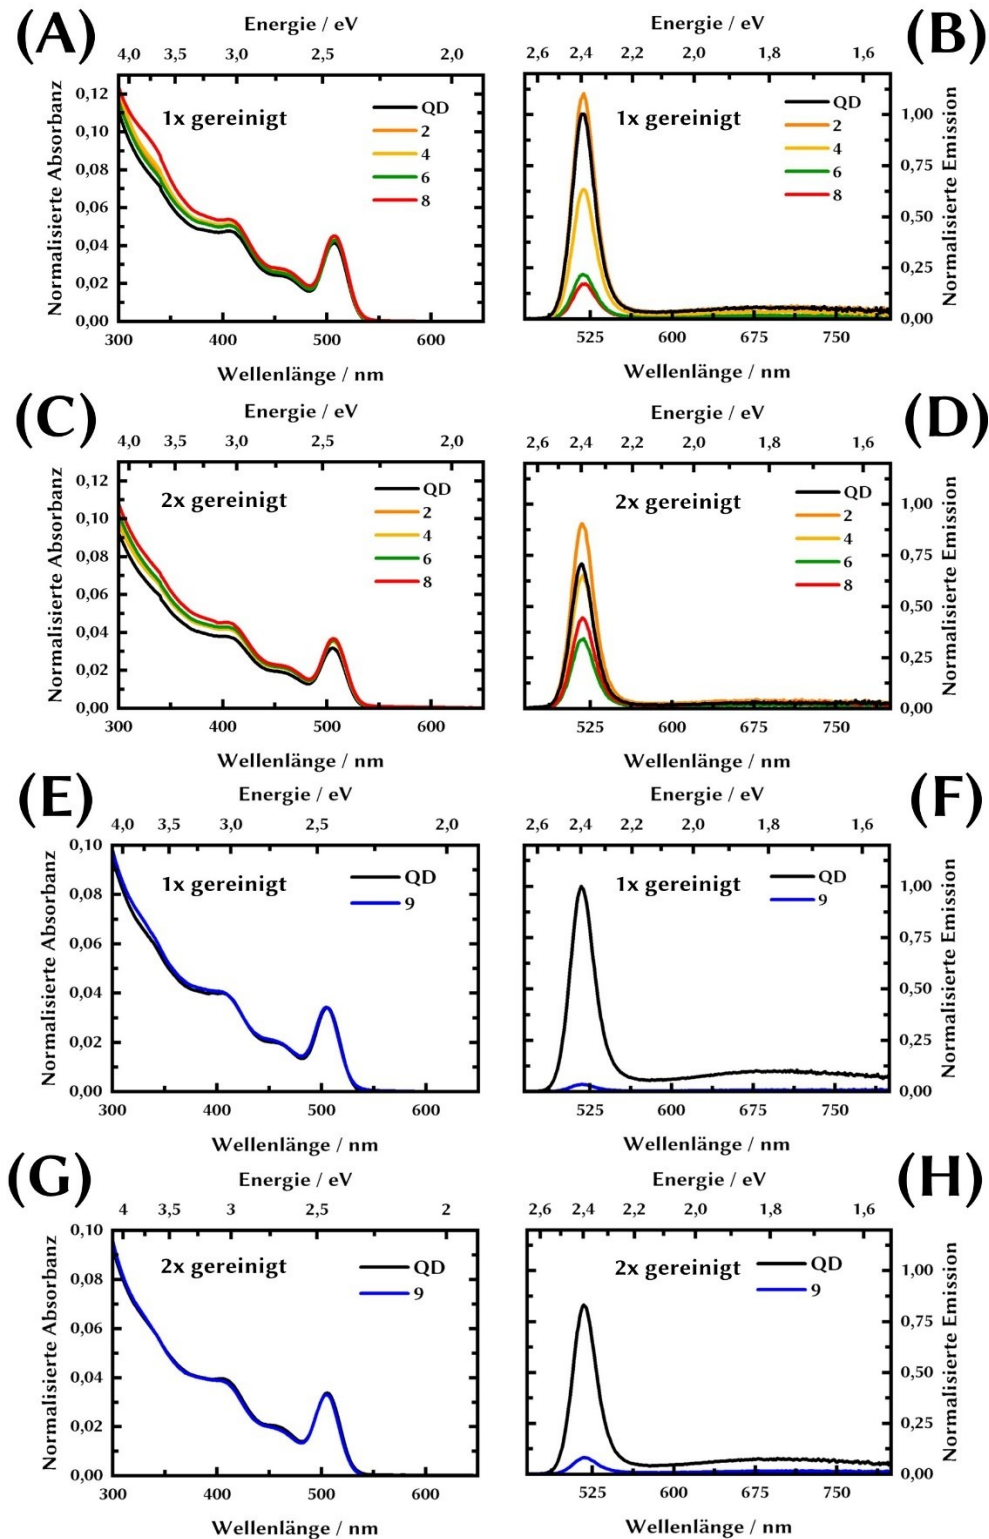 (A)
Energie / eV
4,0 3,5 3,0 2,5 2,0
Normalisierte Absorbanz
0,12
0,10
0,08
0,06
0,04
0,02
0,00
1x gereinigt
QD
2
4
6
8
300 400 500 600
Wellenlänge / nm
(B)
Energie / eV
2,6 2,4 2,2 2,0 1,8 1,6
1x gereinigt
QD
2
4
6
8
1,00
0,75
0,50
0,25
0,00
Normalisierte Emission
525 600 675 750
Wellenlänge / nm
(C)
Energie / eV
4,0 3,5 3,0 2,5 2,0
Normalisierte Absorbanz
0,12
0,10
0,08
0,06
0,04
0,02
0,00
2x gereinigt
QD
2
4
6
8
300 400 500 600
Wellenlänge / nm
(D)
Energie / eV
2,6 2,4 2,2 2,0 1,8 1,6
2x gereinigt
QD
2
4
6
8
1,00
0,75
0,50
0,25
0,00
Normalisierte Emission
525 600 675 750
Wellenlänge / nm
(E)
Energie / eV
4,0 3,5 3,0 2,5 2,0
Normalisierte Absorbanz
0,10
0,08
0,06
0,04
0,02
0,00
1x gereinigt
QD
9
300 400 500 600
Wellenlänge / nm
(F)
Energie / eV
2,6 2,4 2,2 2,0 1,8 1,6
1x gereinigt
QD
9
1,00
0,75
0,50
0,25
0,00
Normalisierte Emission
525 600 675 750
Wellenlänge / nm
(G)
Energie / eV
4 3,5 3 2,5 2
Normalisierte Absorbanz
0,10
0,08
0,06
0,04
0,02
0,00
2x gereinigt
QD
9
300 400 500 600
Wellenlänge / nm
(H)
Energie / eV
2,6 2,4 2,2 2,0 1,8 1,6
2x gereinigt
QD
9
1,00
0,75
0,50
0,25
0,00
Normalisierte Emission
525 600 675 750
Wellenlänge / nm